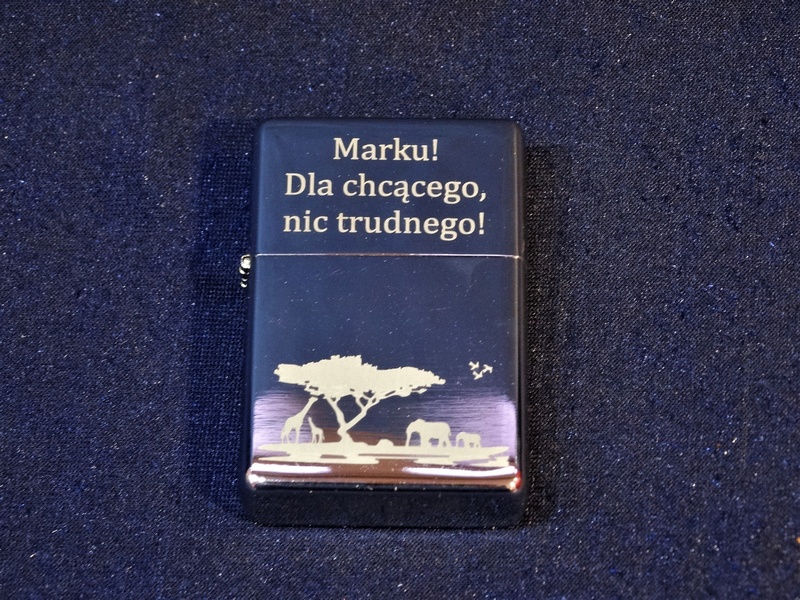 Marku!
Dla chcącego,
nic trudnego!